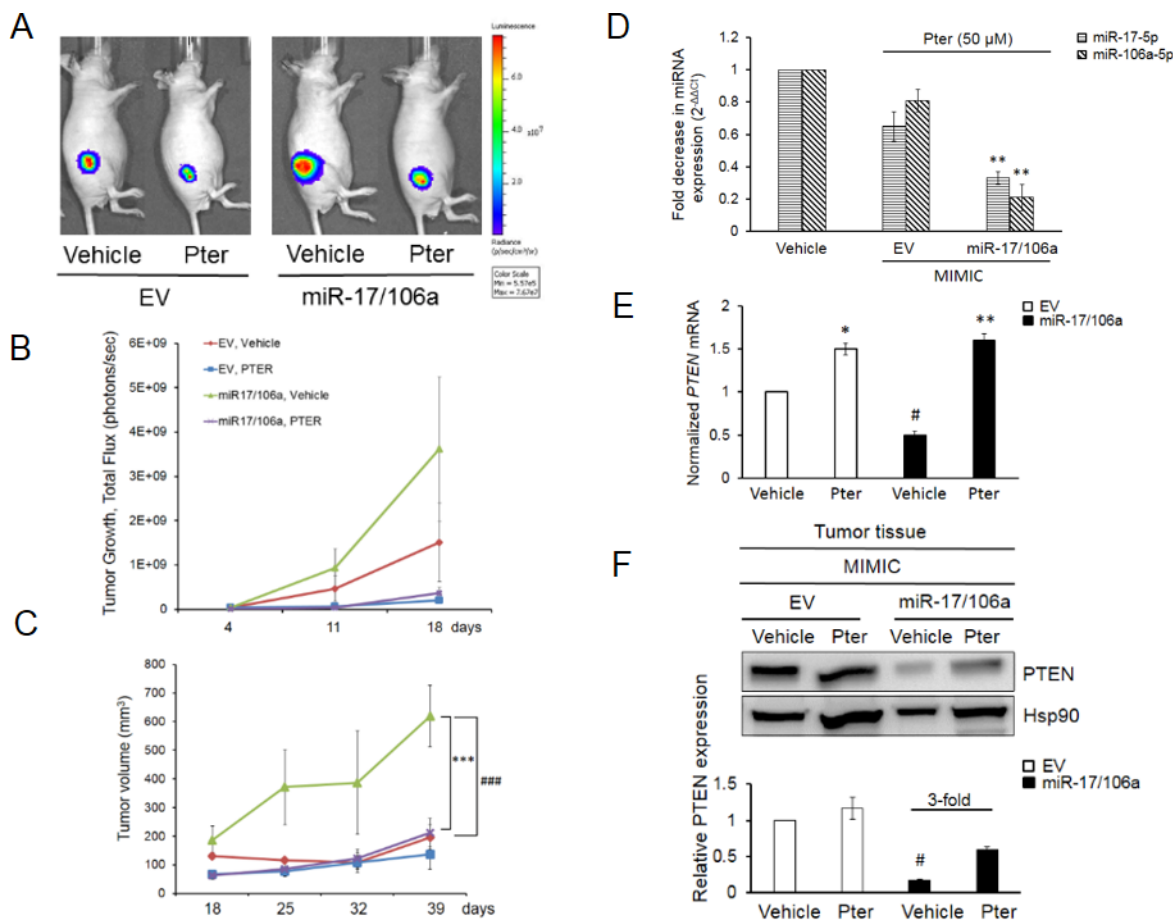 A
Luminescence
6.0
4.0
x10⁷
2.0
Radiance
(p/sec/cm²/sr)
Color Scale
Min = 5.57e5
Max = 7.67e7
Vehicle Pter Vehicle Pter
EV miR-17/106a
B
Tumor Growth, Total Flux (photons/sec)
6E+09
5E+09
4E+09
3E+09
2E+09
1E+09
EV, Vehicle
EV, PTER
miR17/106a, Vehicle
miR17/106a, PTER
4 11 18 days
C
Tumor volume (mm³)
800
700
600
500
400
300
200
100
0
***
###
18 25 32 39 days
D
Pter (50 µM)
miR-17-5p
miR-106a-5p
Fold decrease in miRNA
expression (2-ΔΔCt)
1
0.8
0.6
0.4
0.2
0
** **
Vehicle EV miR-17/106a
MIMIC
E
EV
miR-17/106a
Normalized PTEN mRNA
2
1.5
1
0.5
0
* # **
Vehicle Pter Vehicle Pter
Tumor tissue
MIMIC
F
EV miR-17/106a
Vehicle Pter Vehicle Pter
PTEN
Hsp90
Relative PTEN expression
EV
miR-17/106a
1.5
1
0.5
0
3-fold
#
Vehicle Pter Vehicle Pter